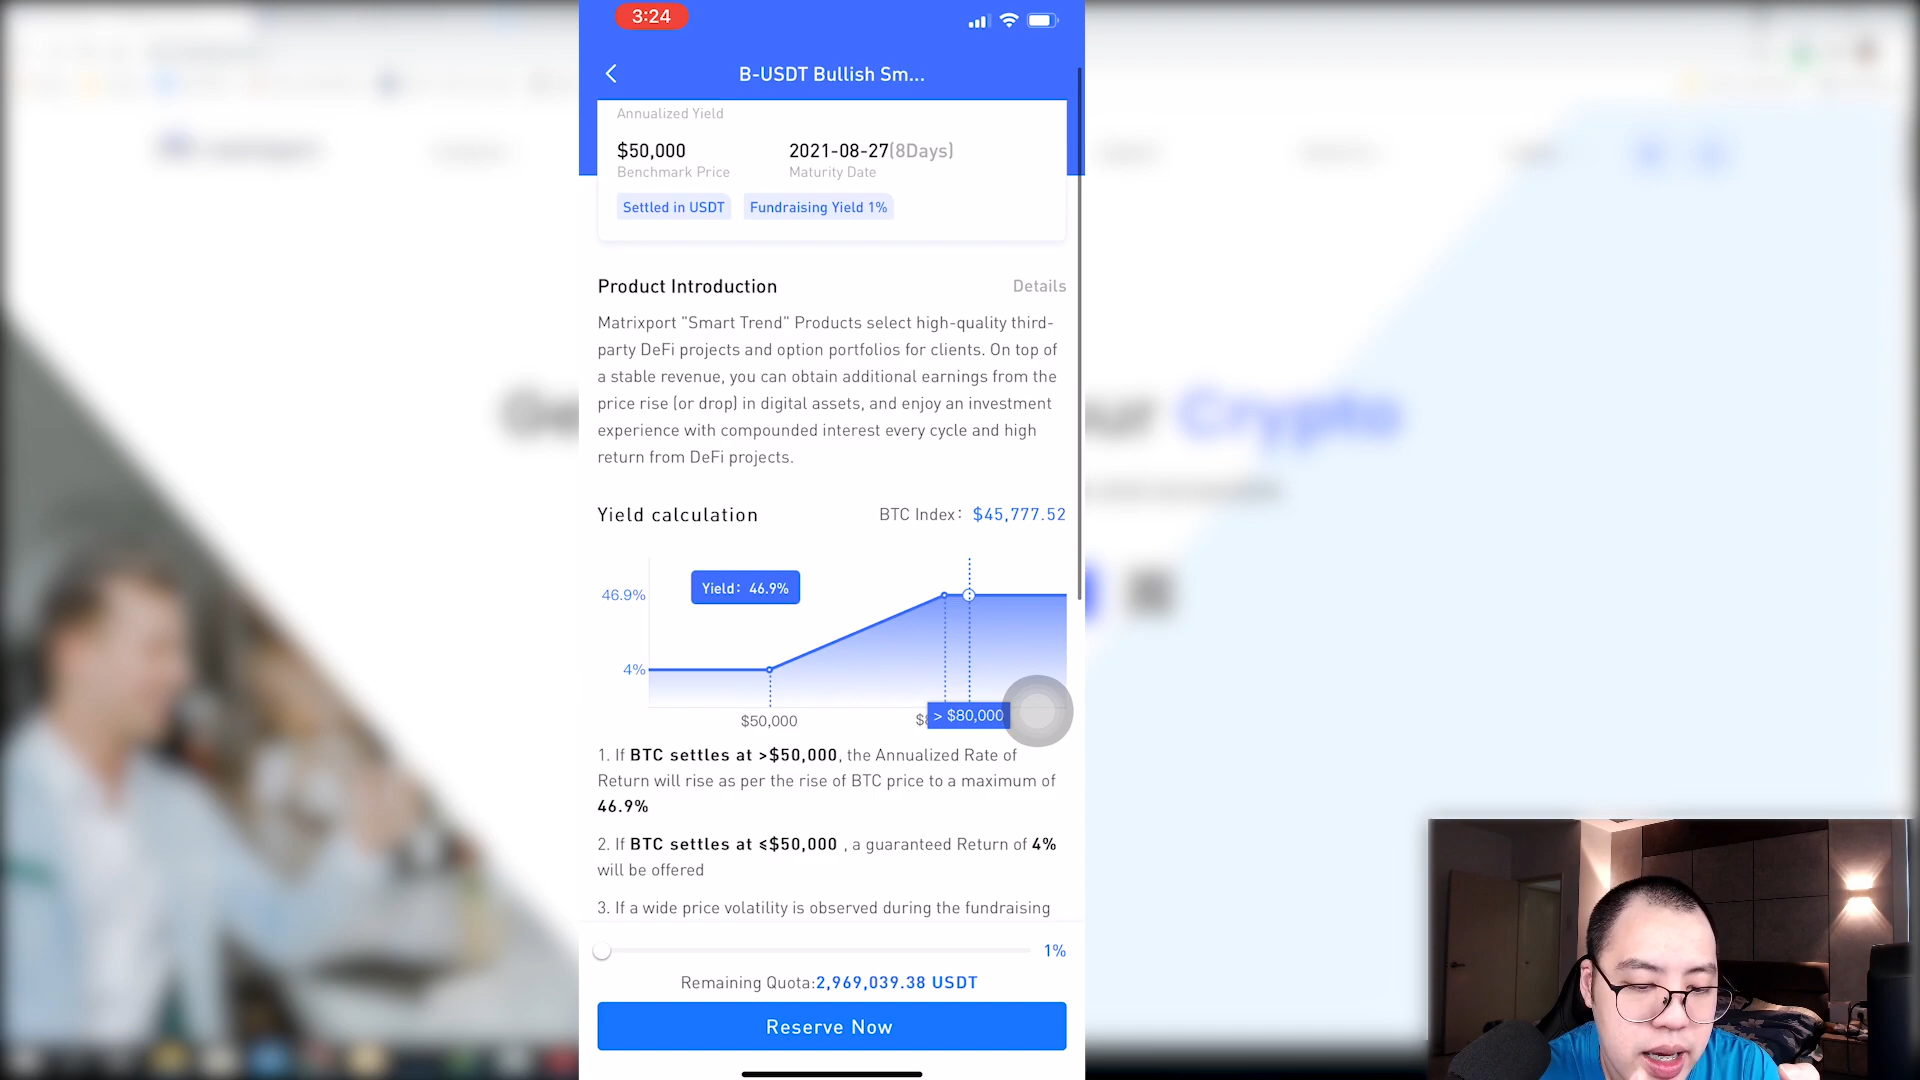 3:24
B-USDT Bullish Sm...
Annualized Yield
$50,000
2021-08-27(8Days)
Benchmark Price
Maturity Date
Settled in USDT
Fundraising Yield 1%
Product Introduction
Details
Matrixport "Smart Trend" Products select high-quality third-
party DeFi projects and option portfolios for clients. On top of
a stable revenue, you can obtain additional earnings from the
price rise (or drop) in digital assets, and enjoy an investment
experience with compounded interest every cycle and high
return from DeFi projects.
Yield calculation
BTC Index: $45,777.52
Yield: 46.9%
46.9%
4%
$50,000
> $80,000
1. If BTC settles at >$50,000, the Annualized Rate of
Return will rise as per the rise of BTC price to a maximum of
46.9%
2. If BTC settles at ≤$50,000 , a guaranteed Return of 4%
will be offered
3. If a wide price volatility is observed during the fundraising
1%
Remaining Quota:2,969,039.38 USDT
Reserve Now
Crypto